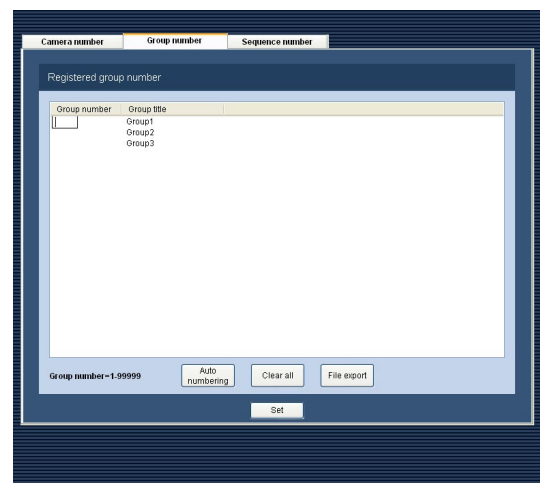 Camera number Group number Sequence number
Registered group number
Group number Group title
Group1
Group2
Group3
Group number=1-99999
Auto
numbering
Clear all
File export
Set